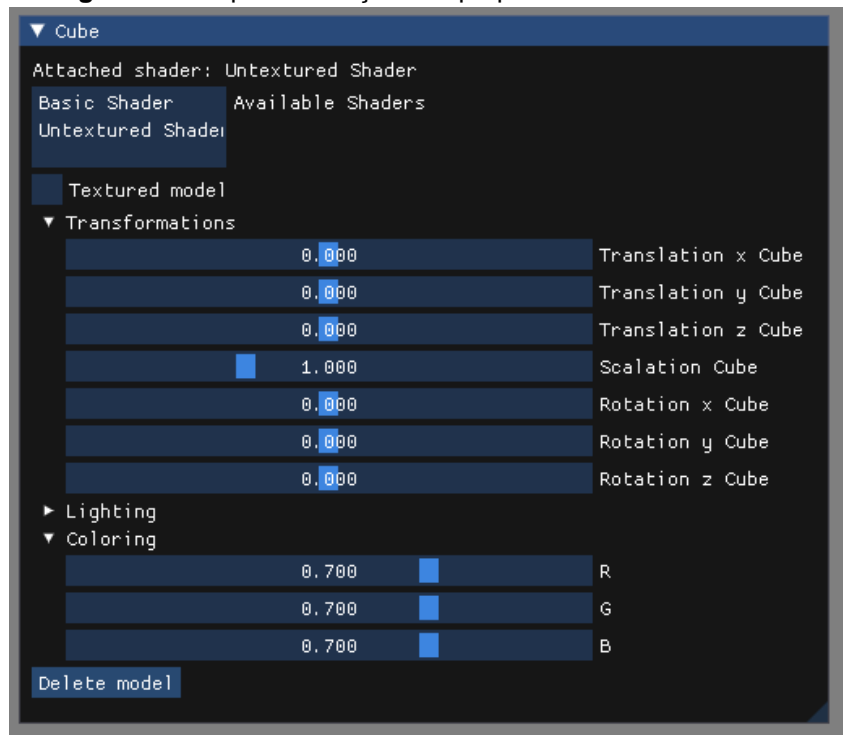 Cube
Attached shader: Untextured Shader
Basic Shader Available Shaders
Untextured Shader
Textured model
Transformations
0.000 Translation x Cube
0.000 Translation y Cube
0.000 Translation z Cube
1.000 Scalation Cube
0.000 Rotation x Cube
0.000 Rotation y Cube
0.000 Rotation z Cube
Lighting
Coloring
0.700 R
0.700 G
0.700 B
Delete model